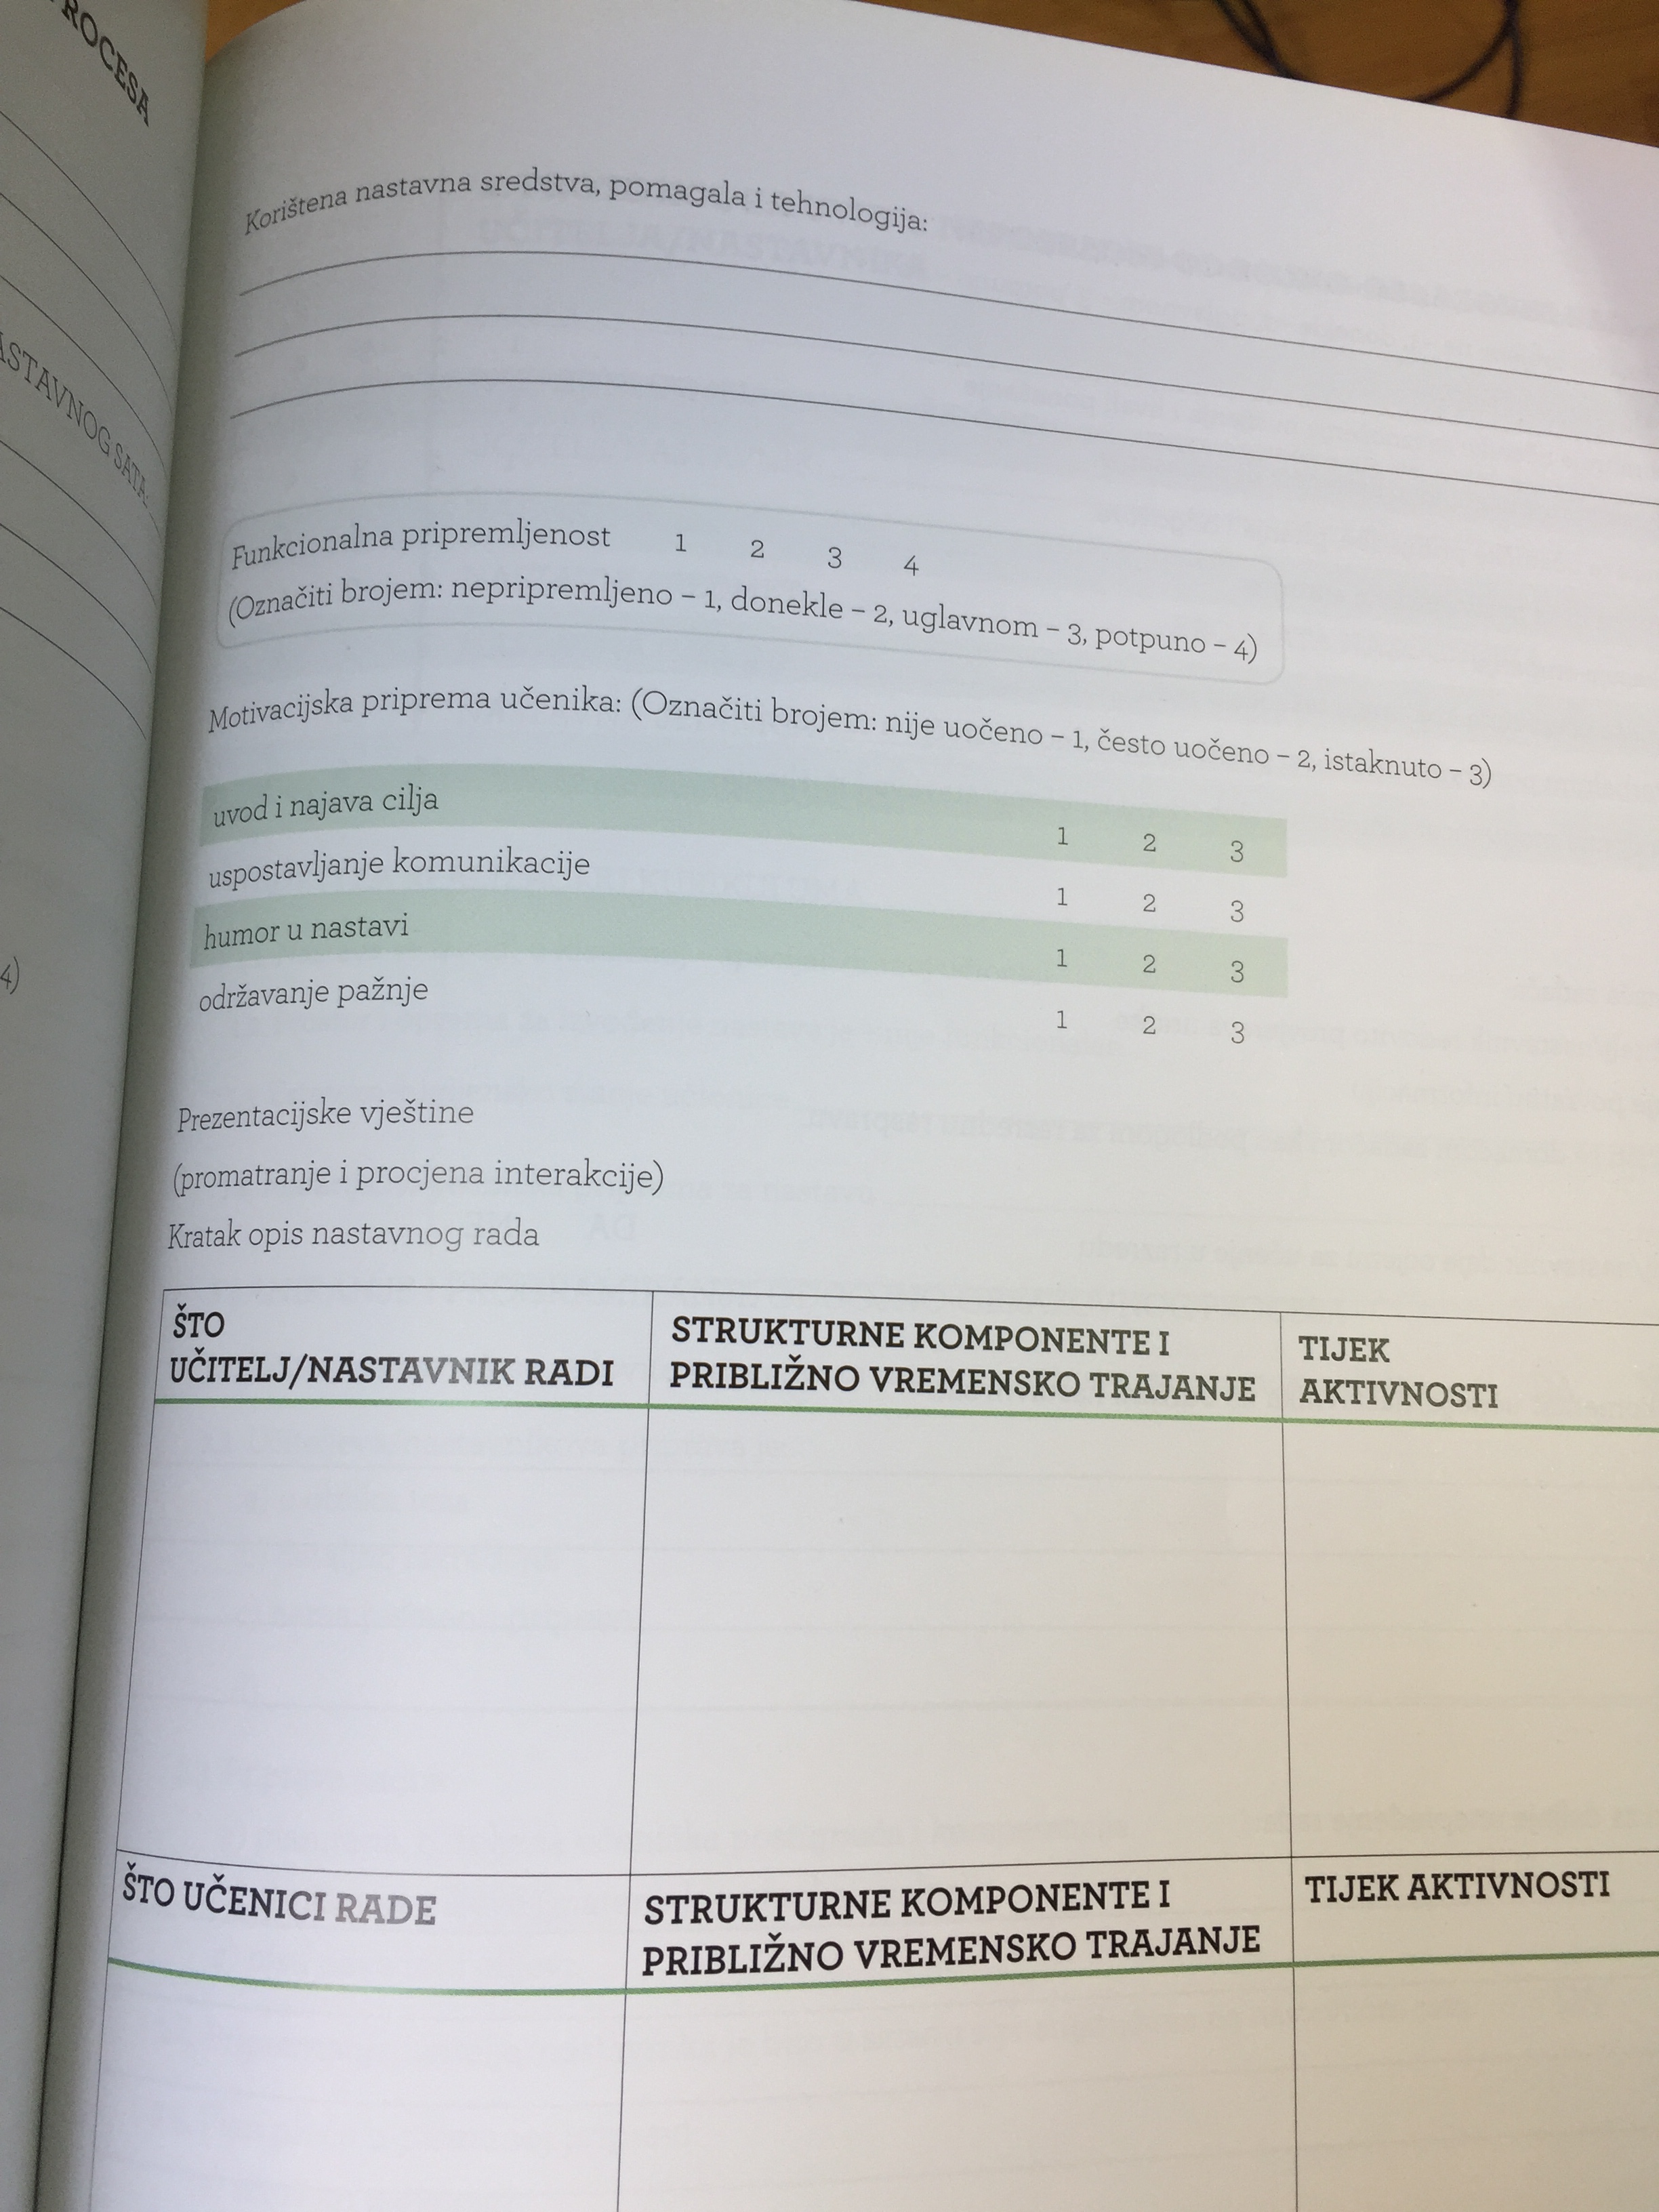 ROCESA
STAVNOG SATA:
4)
Korištena nastavna sredstva, pomagala i tehnologija:
Funkcionalna pripremljenost 1 2 3 4
(Označiti brojem: nepripremljeno – 1, donekle – 2, uglavnom – 3, potpuno – 4)
Motivacijska priprema učenika: (Označiti brojem: nije uočeno – 1, često uočeno – 2, istaknuto – 3)
uvod i najava cilja 1 2 3
uspostavljanje komunikacije 1 2 3
humor u nastavi 1 2 3
održavanje pažnje 1 2 3
Prezentacijske vještine
(promatranje i procjena interakcije)
Kratak opis nastavnog rada
ŠTO
UČITELJ/NASTAVNIK RADI
STRUKTURNE KOMPONENTE I
PRIBLIŽNO VREMENSKO TRAJANJE
TIJEK
AKTIVNOSTI
ŠTO UČENICI RADE
STRUKTURNE KOMPONENTE I
PRIBLIŽNO VREMENSKO TRAJANJE
TIJEK AKTIVNOSTI